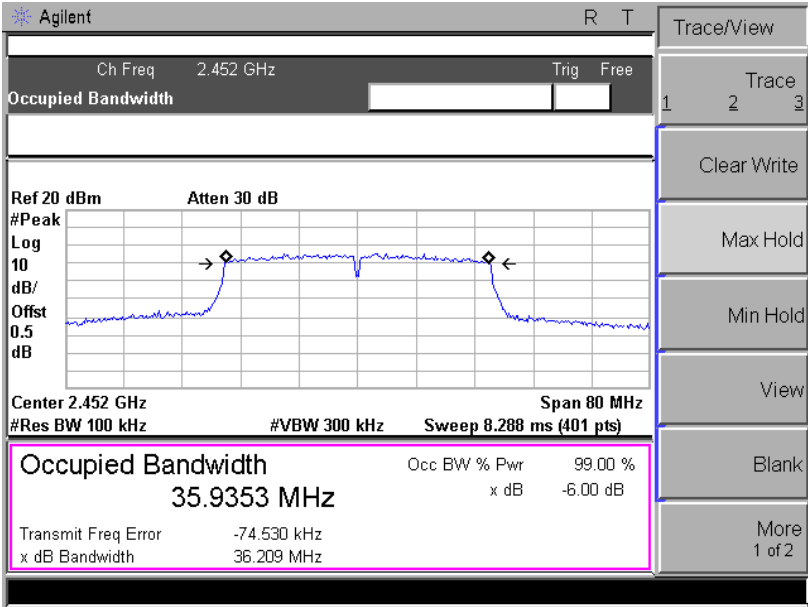 Agilent
R T
Ch Freq 2.452 GHz Trig Free
Occupied Bandwidth
Ref 20 dBm Atten 30 dB
#Peak
Log
10
dB/
Offst
0.5
dB
Center 2.452 GHz Span 80 MHz
#Res BW 100 kHz #VBW 300 kHz Sweep 8.288 ms (401 pts)
Occupied Bandwidth
35.9353 MHz
Occ BW % Pwr 99.00 %
x dB -6.00 dB
Transmit Freq Error -74.530 kHz
x dB Bandwidth 36.209 MHz
Trace/View
Trace
1 2 3
Clear Write
Max Hold
Min Hold
View
Blank
More
1 of 2